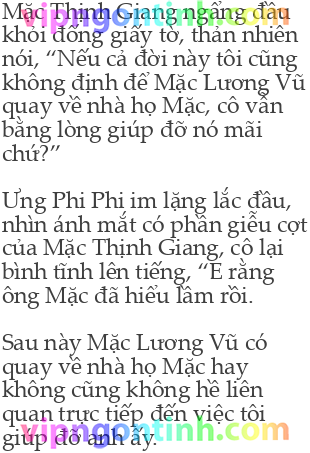 Mặc Thịnh Giang ngẩng đầu
khỏi đống giấy tờ, thản nhiên
nói, “Nếu cả đời này tôi cũng
không định để Mặc Lương Vũ
quay về nhà họ Mặc, cô vẫn
bằng lòng giúp đỡ nó mãi
chứ?”
Ưng Phi Phi im lặng lắc đầu,
nhìn ánh mắt có phần giễu cợt
của Mặc Thịnh Giang, cô lại
bình tĩnh lên tiếng, “E rằng
ông Mặc đã hiểu lầm rồi.
Sau này Mặc Lương Vũ có
quay về nhà họ Mặc hay
không cũng không hề liên
quan trực tiếp đến việc tôi
giúp đỡ anh ấy.
vipngontinh.com
vipngontinh.com